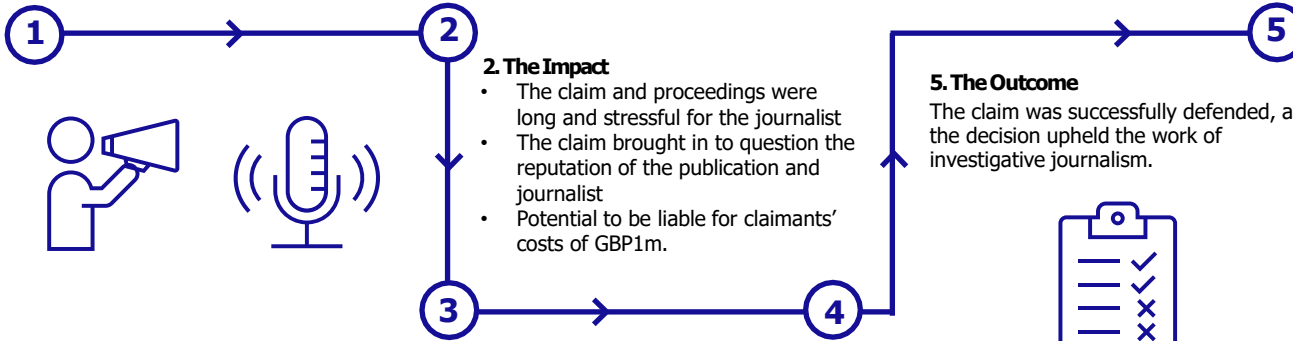 1
2
2. The Impact
• The claim and proceedings were
long and stressful for the journalist
• The claim brought in to question the
reputation of the publication and
journalist
• Potential to be liable for claimants’
costs of GBP1m.
3
4
5
5. The Outcome
The claim was successfully defended, a
the decision upheld the work of
investigative journalism.